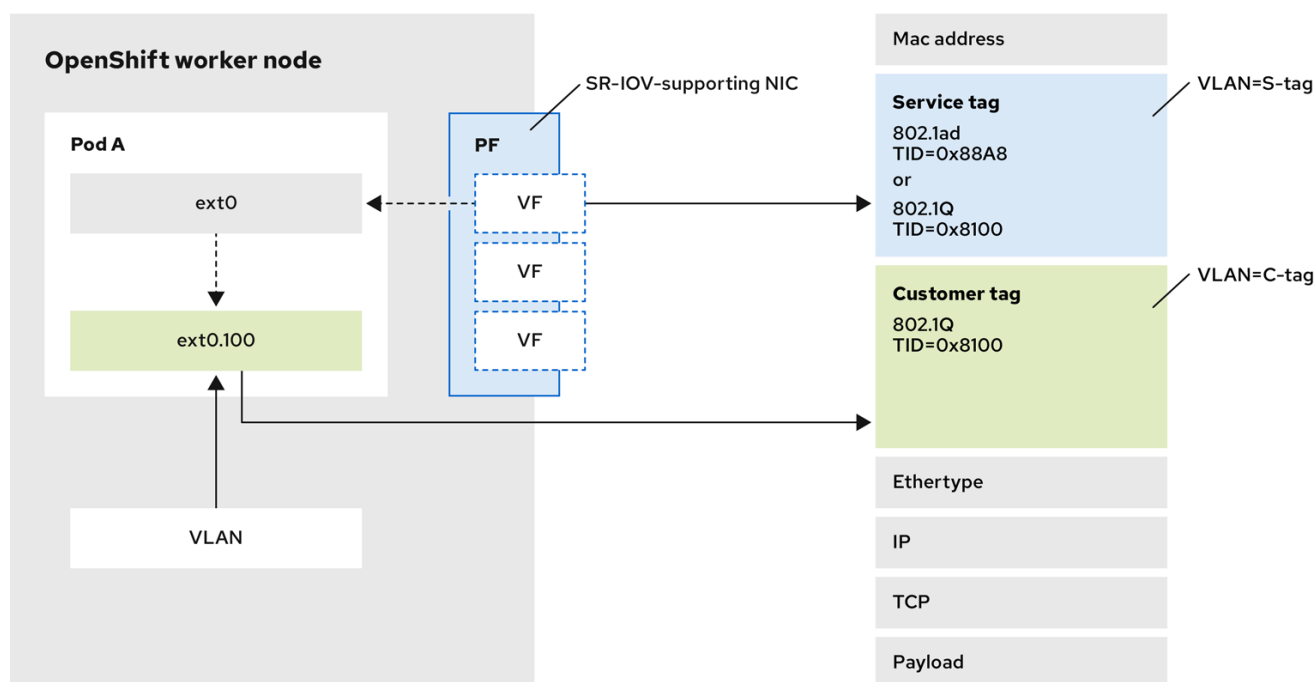 OpenShift worker node
SR-IOV-supporting NIC
Pod A
ext0
ext0.100
VLAN
PF
VF
VF
VF
Mac address
Service tag
802.1ad
TID=0x88A8
or
802.1Q
TID=0x8100
VLAN=S-tag
Customer tag
802.1Q
TID=0x8100
VLAN=C-tag
Ethertype
IP
TCP
Payload